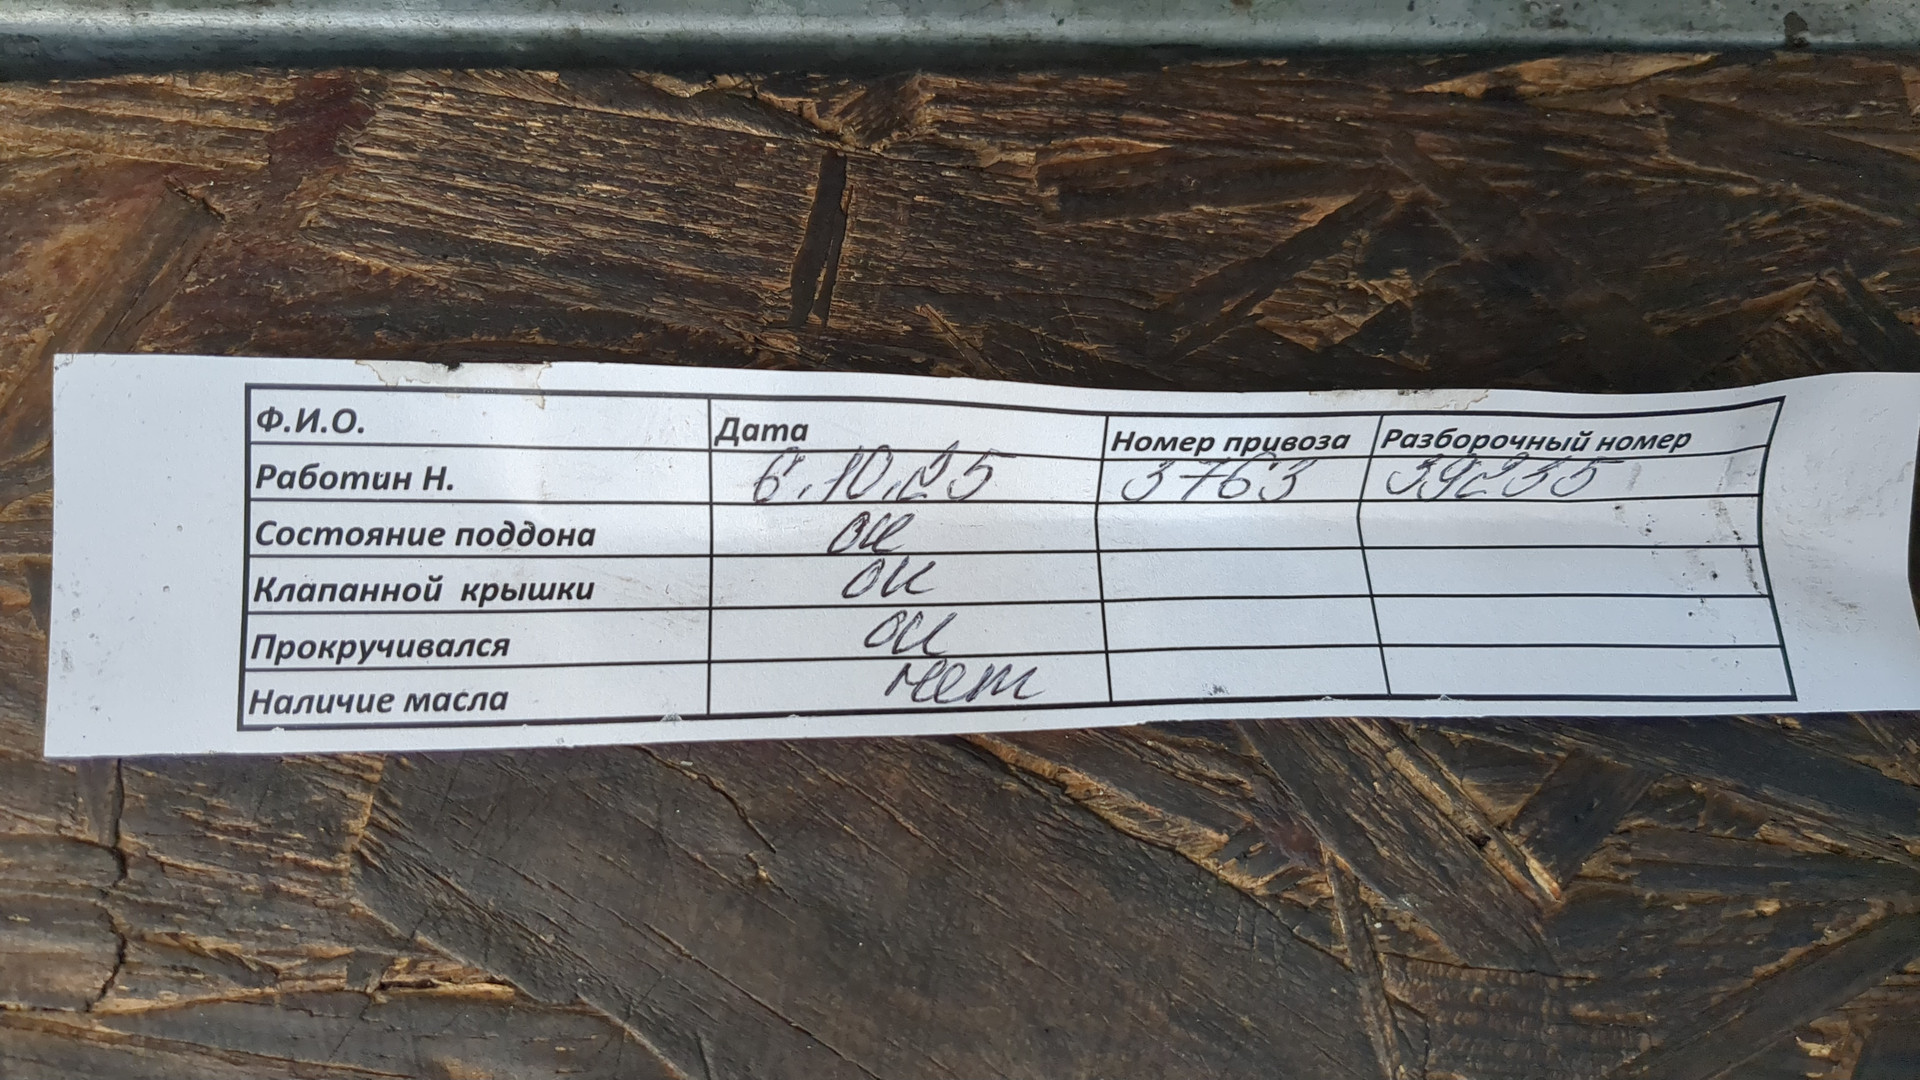 Ф.И.О. Дата Номер привоза Разборочный номер
Работин Н. 6.10.25 3763 39235
Состояние поддона ок
Клапанной крышки ок
Прокручивался ок
Наличие масла нет